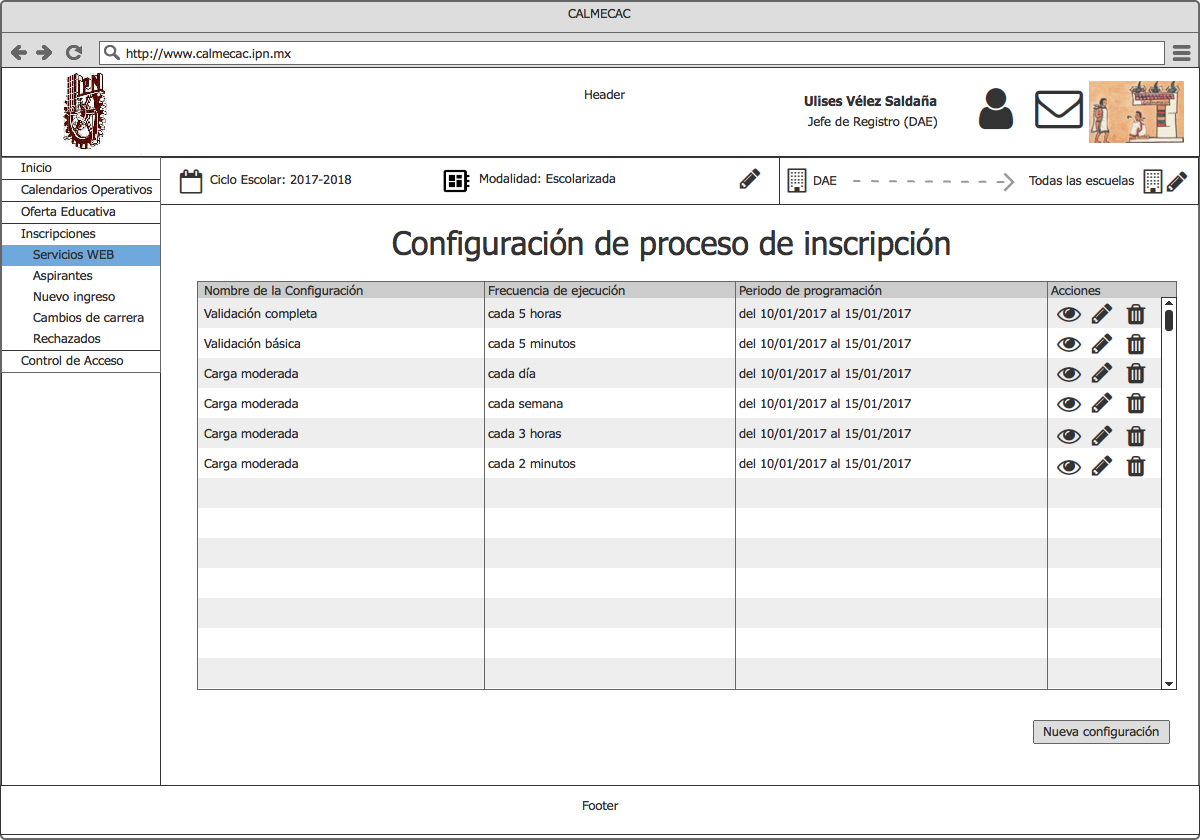 CALMECAC
http://www.calmecac.ipn.mx
IPN
Header
Ulises Vélez Saldaña
Jefe de Registro (DAE)
Inicio
Calendarios Operativos
Oferta Educativa
Inscripciones
Servicios WEB
Aspirantes
Nuevo ingreso
Cambios de carrera
Rechazados
Control de Acceso
Ciclo Escolar: 2017-2018
Modalidad: Escolarizada
DAE
Todas las escuelas
Configuración de proceso de inscripción
Nombre de la Configuración Frecuencia de ejecución Periodo de programación Acciones
Validación completa cada 5 horas del 10/01/2017 al 15/01/2017
Validación básica cada 5 minutos del 10/01/2017 al 15/01/2017
Carga moderada cada día del 10/01/2017 al 15/01/2017
Carga moderada cada semana del 10/01/2017 al 15/01/2017
Carga moderada cada 3 horas del 10/01/2017 al 15/01/2017
Carga moderada cada 2 minutos del 10/01/2017 al 15/01/2017
Nueva configuración
Footer